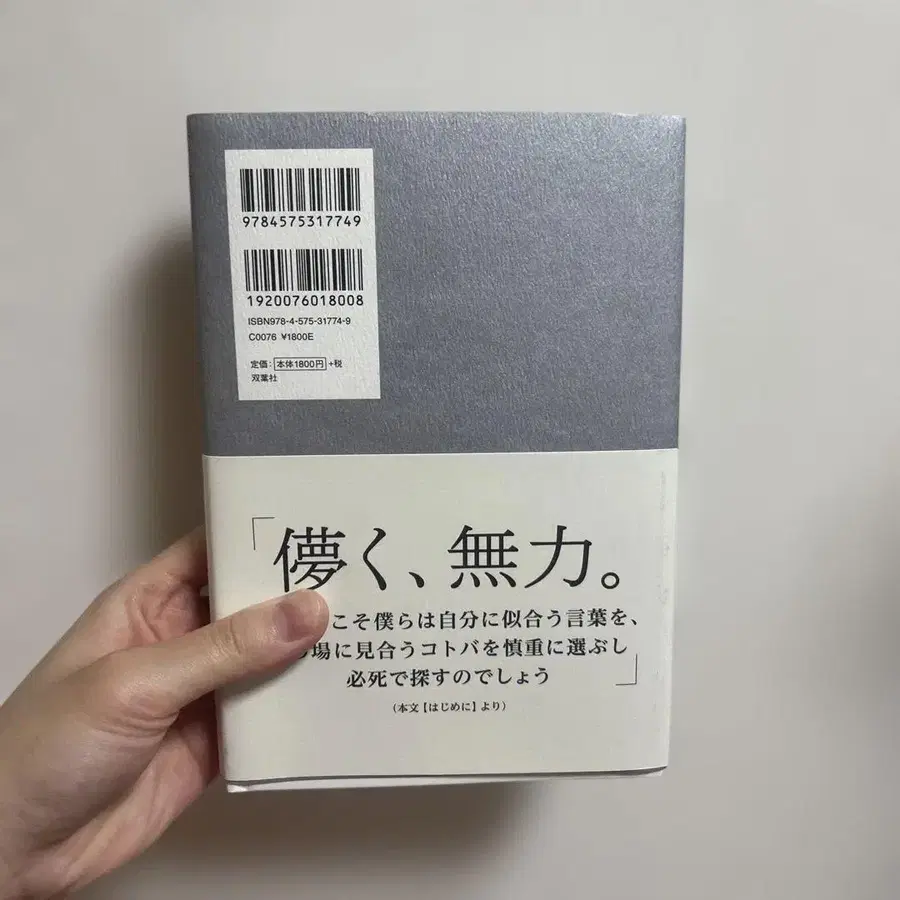 9784575317749
1920076018008
ISBN978-4-575-31774-9
C0076 ¥1800E
定価：本体1800円+税
双葉社
「儚く、無力。
こそ僕らは自分に似合う言葉を、
場に見合うコトバを慎重に選ぶし
必死で探すのでしょう」
（本文【はじめに】より）